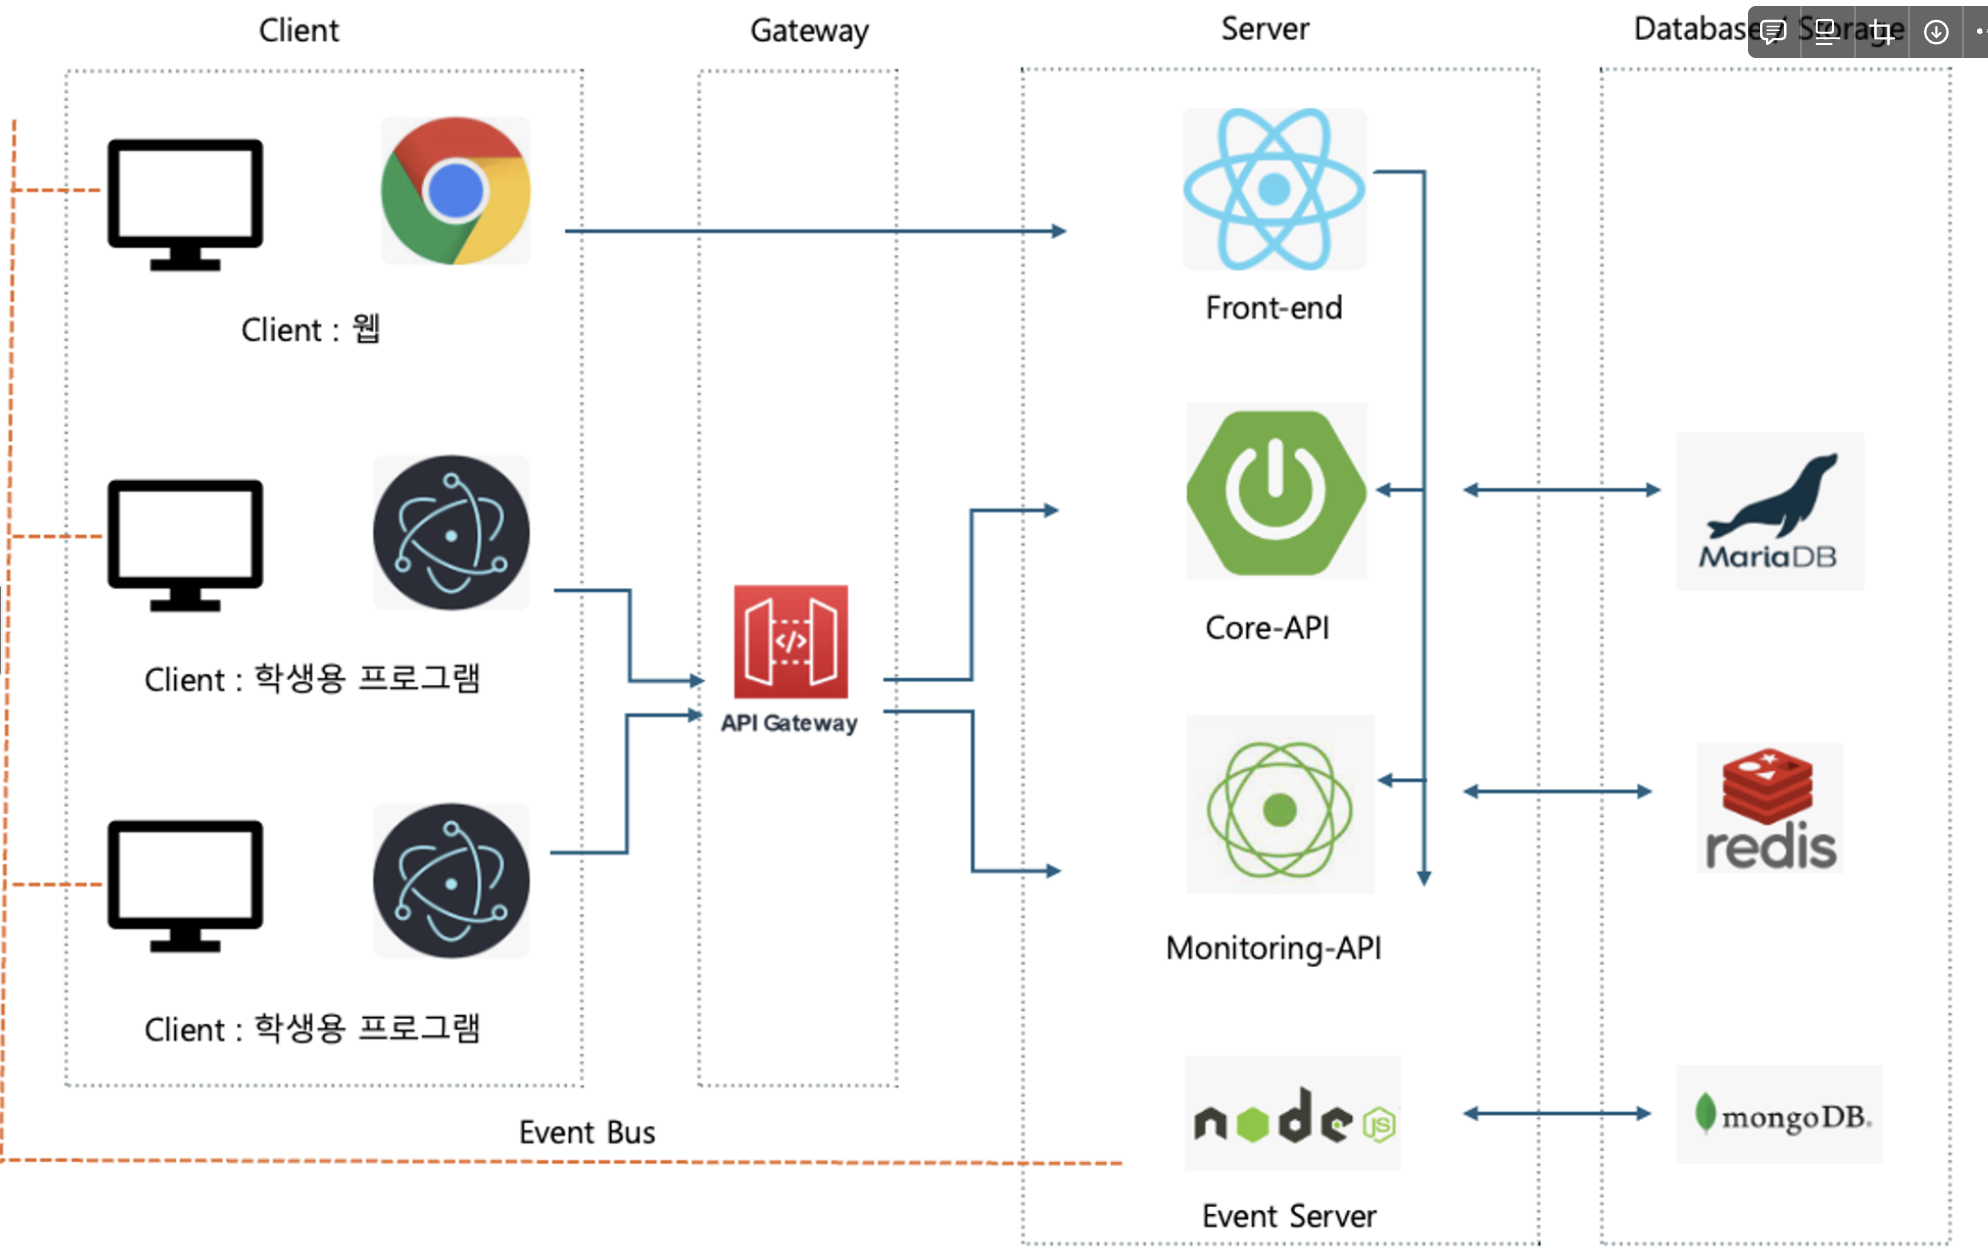 Client
Gateway
Server
Database / Storage
Client : 웹
Front-end
MariaDB
Core-API
Client : 학생용 프로그램
</>
API Gateway
redis
Monitoring-API
Client : 학생용 프로그램
node
JS
mongoDB.
Event Bus
Event Server